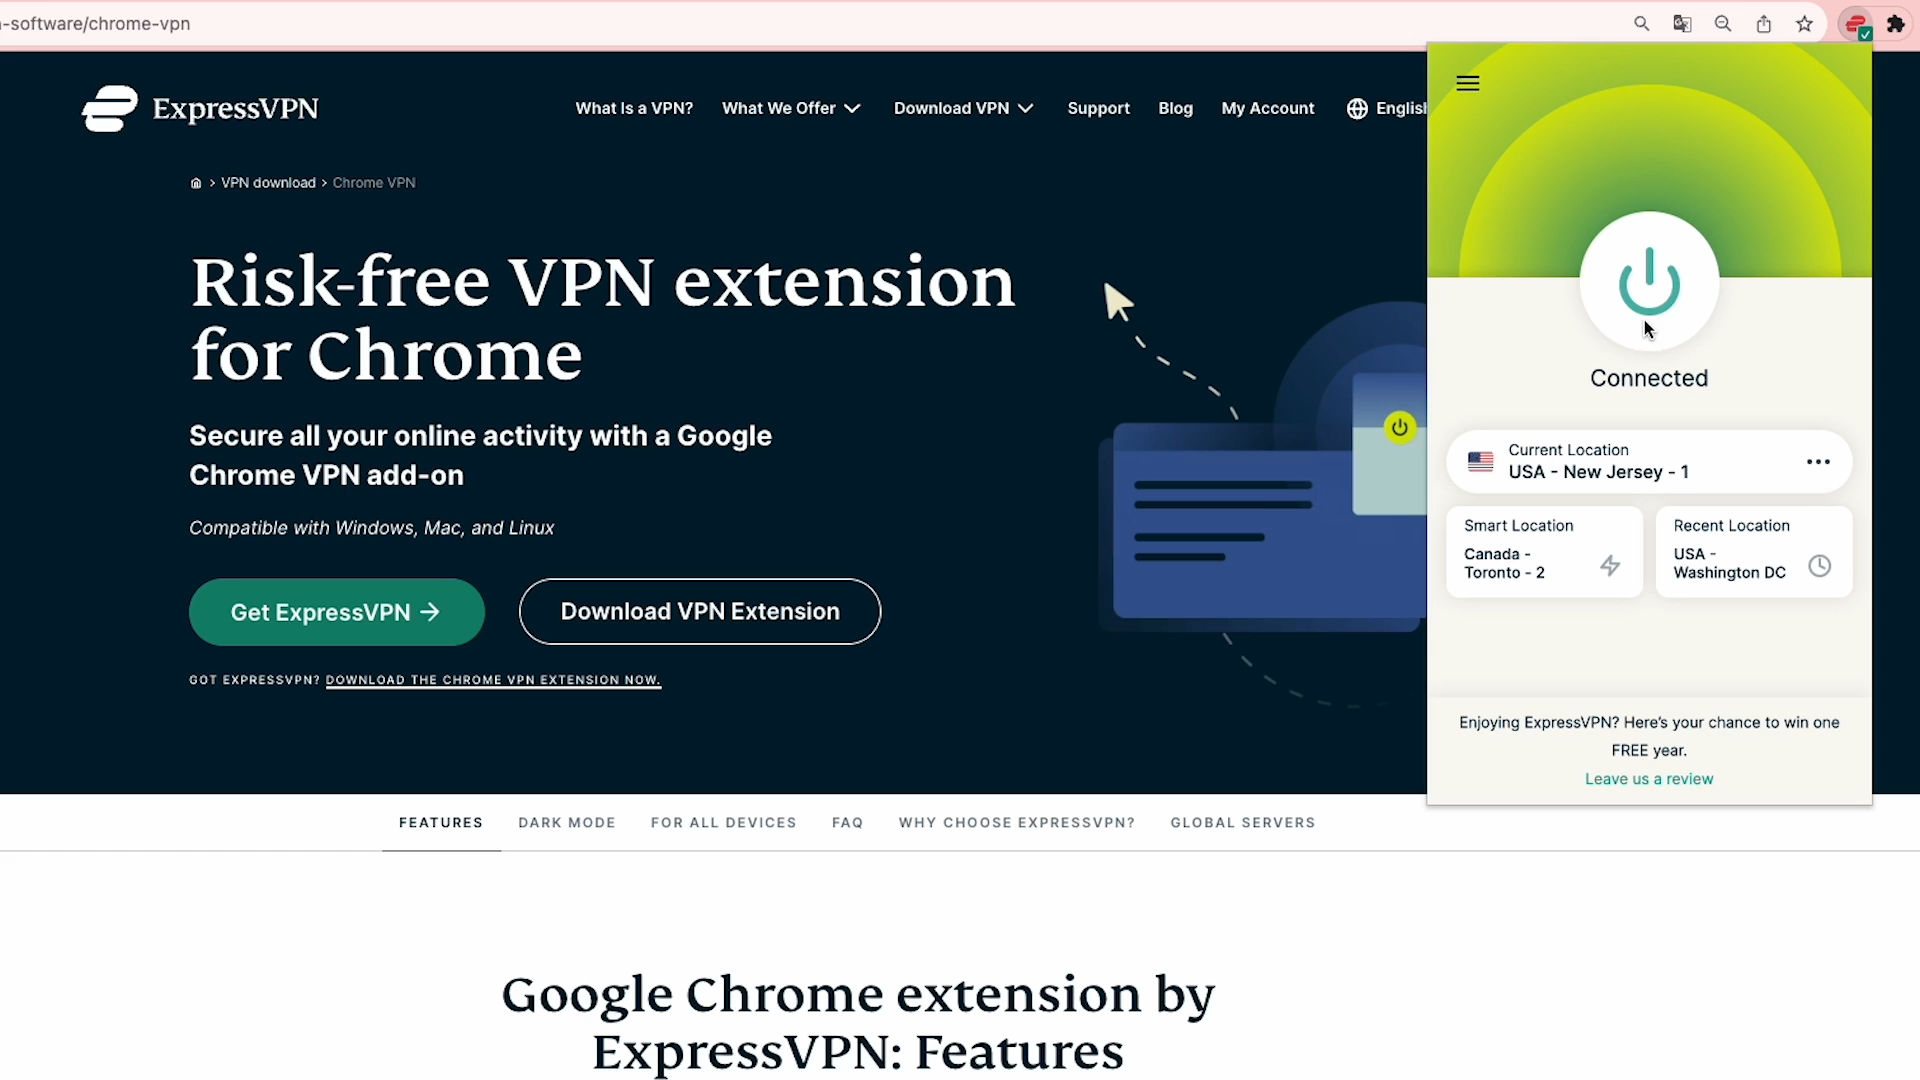 -software/chrome-vpn
ExpressVPN
What Is a VPN?
What We Offer
Download VPN
Support
Blog
My Account
English
> VPN download > Chrome VPN
Risk-free VPN extension
for Chrome
Secure all your online activity with a Google
Chrome VPN add-on
Compatible with Windows, Mac, and Linux
Get ExpressVPN →
Download VPN Extension
GOT EXPRESSVPN? DOWNLOAD THE CHROME VPN EXTENSION NOW.
Connected
Current Location
USA - New Jersey - 1
Smart Location
Canada -
Toronto - 2
Recent Location
USA -
Washington DC
Enjoying ExpressVPN? Here's your chance to win one
FREE year.
Leave us a review
FEATURES
DARK MODE
FOR ALL DEVICES
FAQ
WHY CHOOSE EXPRESSVPN?
GLOBAL SERVERS
Google Chrome extension by
ExpressVPN: Features